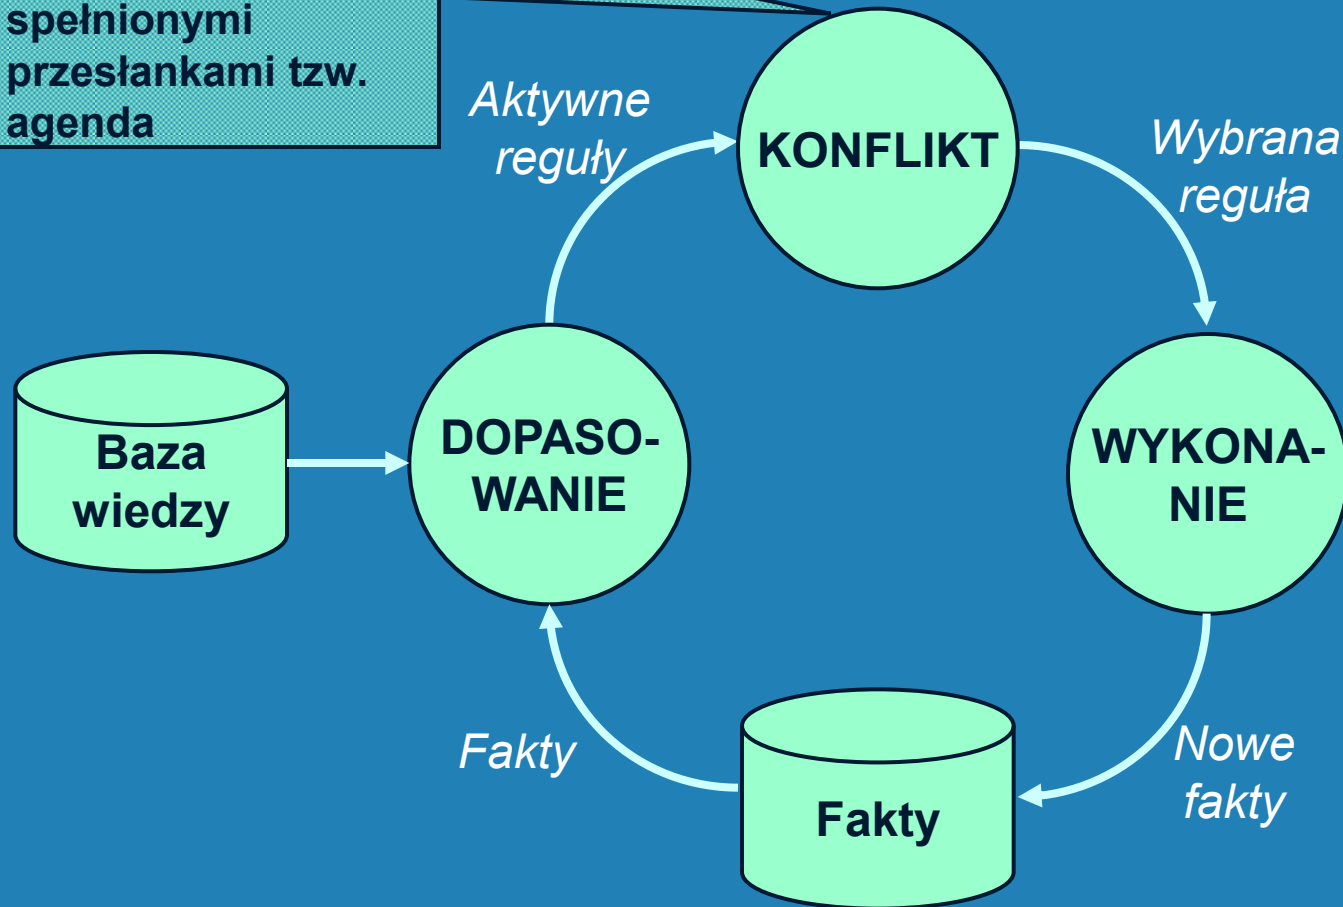 spełnionymi
przesłankami tzw.
agenda
Aktywne
reguły
KONFLIKT
Wybrana
reguła
Baza
wiedzy
DOPASO-
WANIE
WYKONA-
NIE
Fakty
Fakty
Nowe
fakty